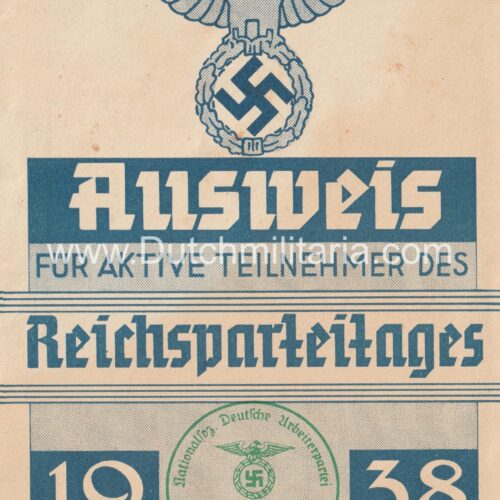 Ausweis
www.Dutchmilitaria.com
FÜR AKTIVE TEILNEHMER DES
Reichsparteitages
Nationalsoz. Deutsche Arbeiterpartei
19 38